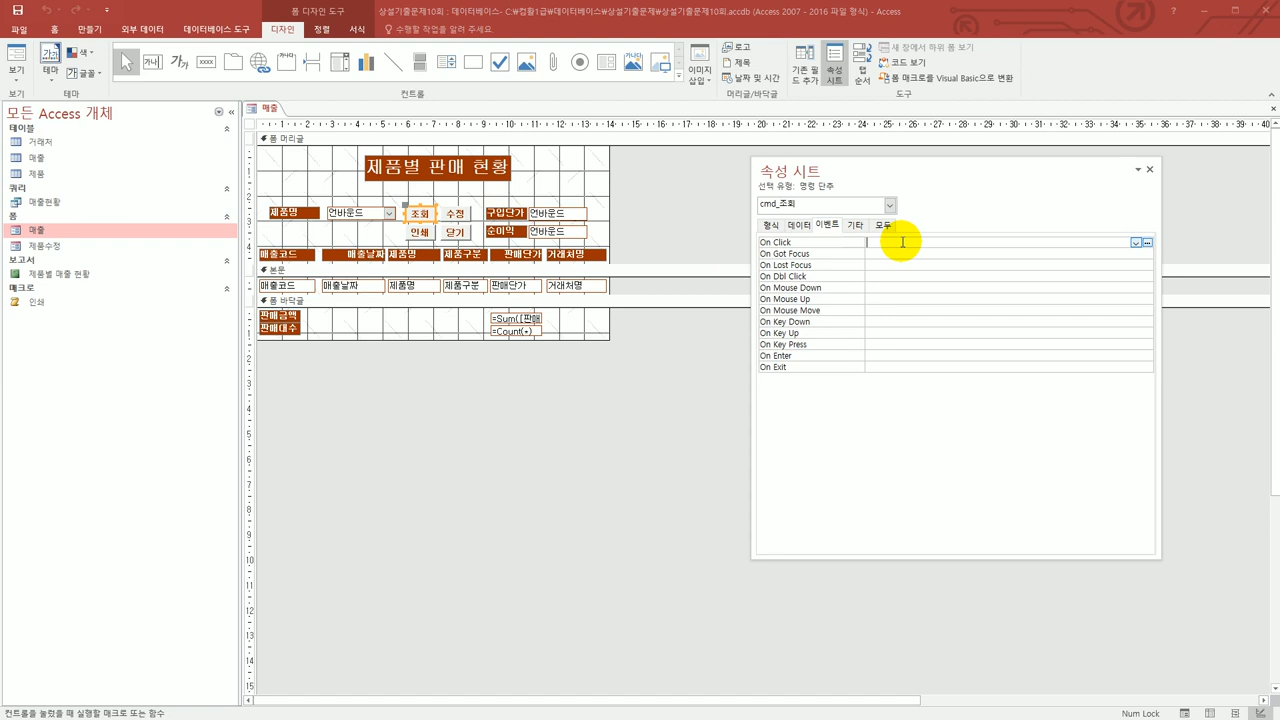 폼 디자인 도구
상설기출문제10회 : 데이터베이스- C:₩컴활1급₩데이터베이스₩상설기출문제₩상설기출문제10회.accdb (Access 2007 - 2016 파일 형식) - Access
파일 홈 만들기 외부 데이터 데이터베이스 도구 디자인 정렬 서식 수행할 작업을 알려 주세요.
보기 테마 색 가나 글꼴
로고
제목
날짜 및 시간
이미지 삽입
기존 필드 추가 속성 시트 탭 순서
새 창에서 하위 폼 보기
코드 보기
폼 매크로를 Visual Basic으로 변환
보기 테마 컨트롤 머리글/바닥글 도구
모든 Access 개체
테이블
거래처
매출
제품
쿼리
매출현황
폼
매출
제품수정
보고서
제품별 매출 현황
매크로
인쇄
매출
폼 머리글
제품별 판매 현황
제품명 언바운드 조회 수정 구입단가 언바운드
인쇄 닫기 순이익 언바운드
매출코드 매출날짜 제품명 제품구분 판매단가 거래처명
본문
매출코드 매출날짜 제품명 제품구분 판매단가 거래처명
폼 바닥글
판매금액 =Sum([판매
판매대수 =Count(*)
속성 시트
선택 유형: 명령 단추
cmd_조회
형식 데이터 이벤트 기타 모두
On Click
On Got Focus
On Lost Focus
On Dbl Click
On Mouse Down
On Mouse Up
On Mouse Move
On Key Down
On Key Up
On Key Press
On Enter
On Exit
컨트롤을 눌렀을 때 실행할 매크로 또는 함수
Num Lock